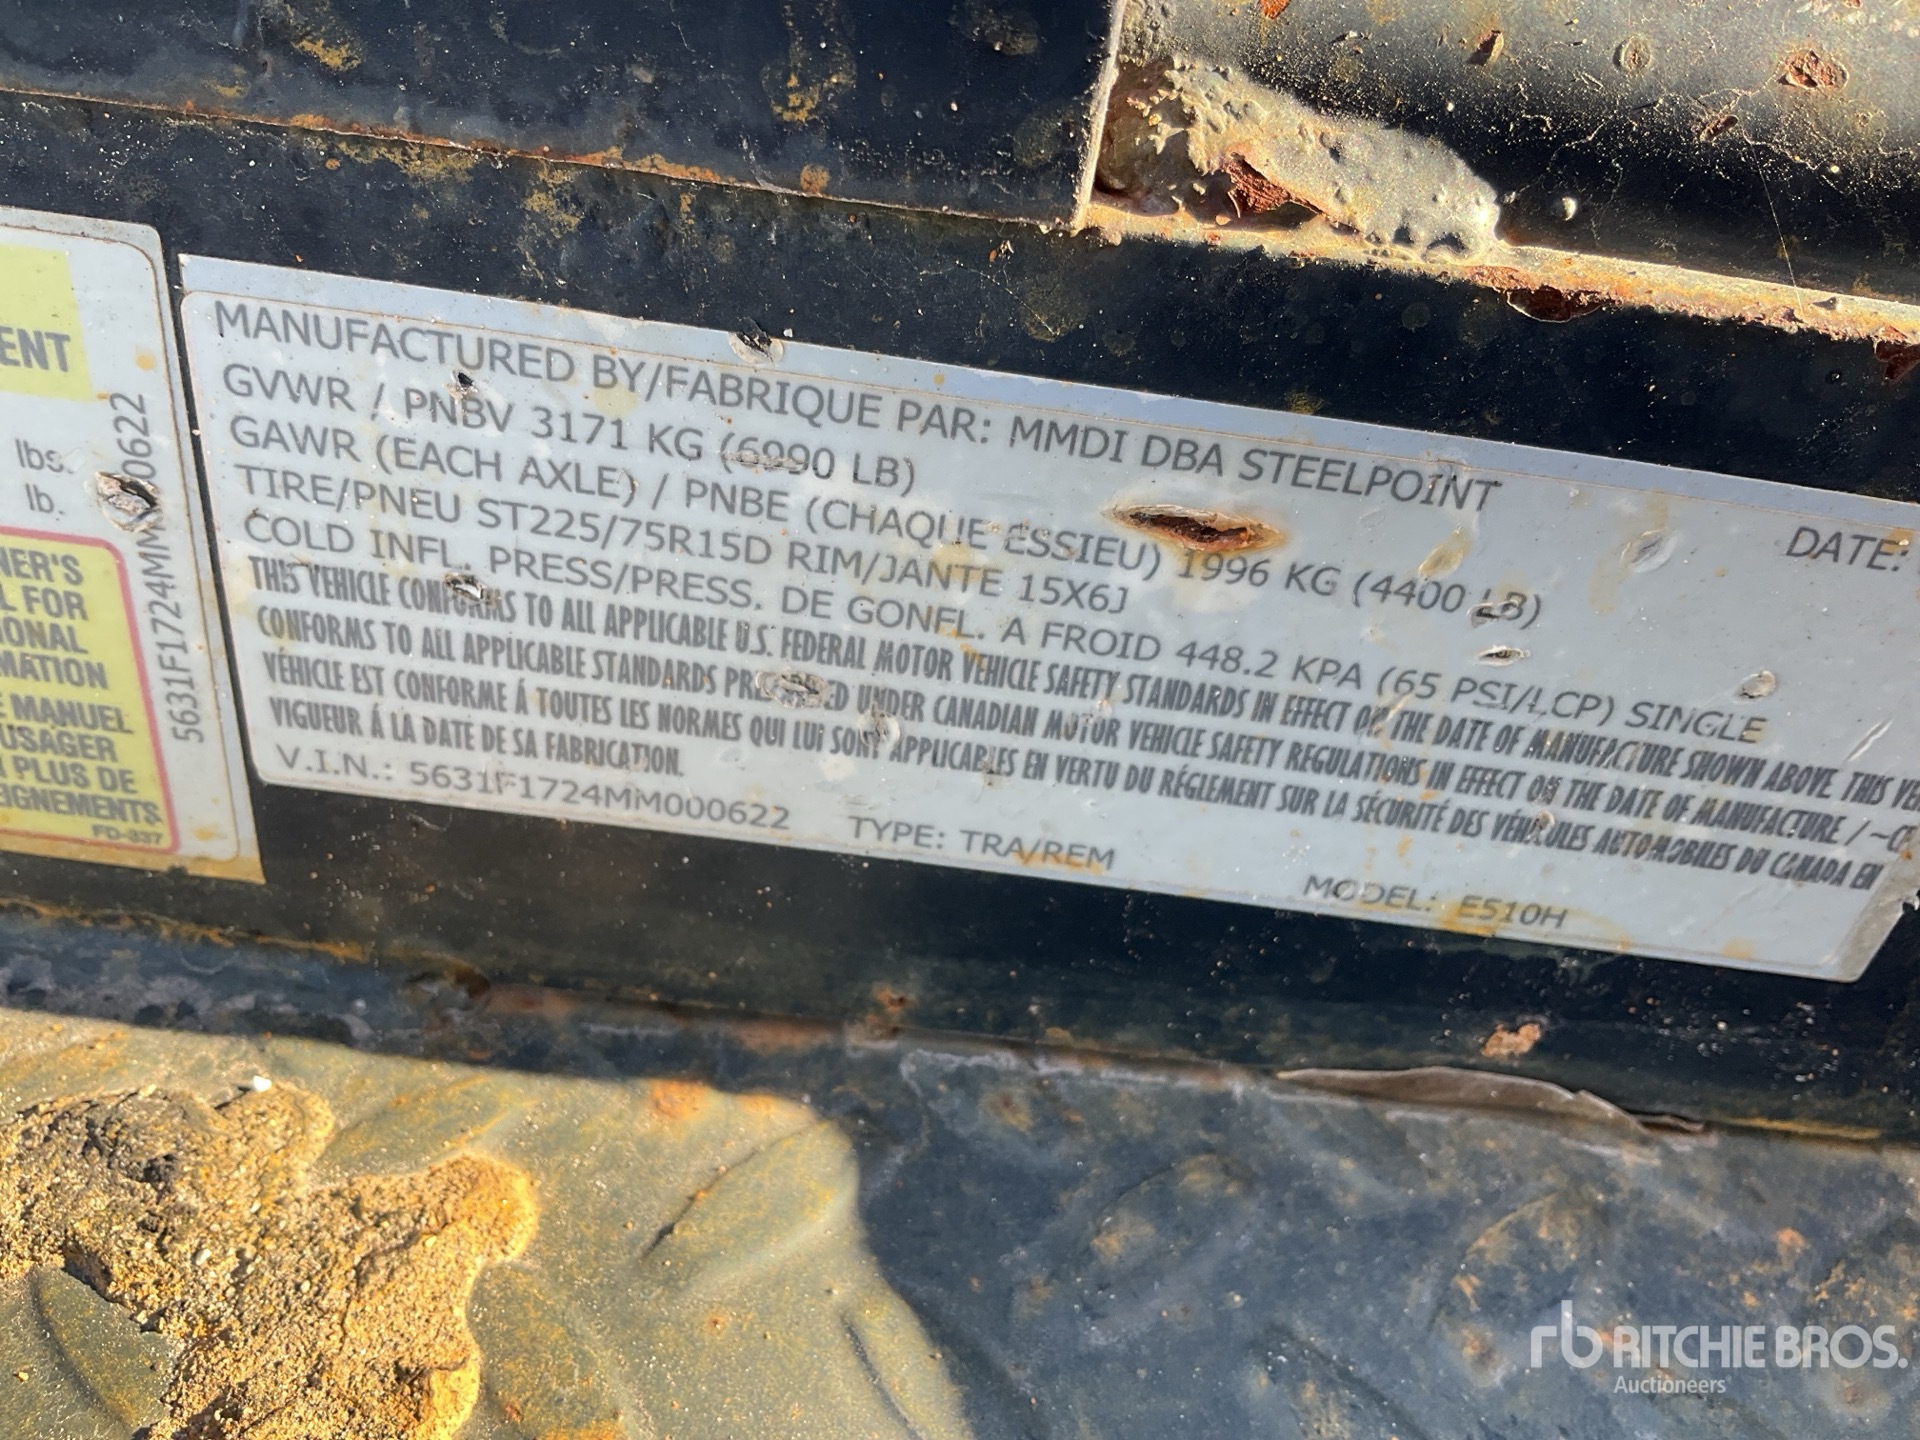 ENT
lbs.
lb.
NER'S
L FOR
IONAL
MATION
E MANUEL
USAGER
PLUS DE
EIGNEMENTS
FD-337
5631F1724MM 00622
MANUFACTURED BY/FABRIQUE PAR: MMDI DBA STEELPOINT
DATE:
GVWR / PNBV 3171 KG (6990 LB)
GAWR (EACH AXLE) / PNBE (CHAQUE ESSIEU) 1996 KG (4400 LB)
TIRE/PNEU ST225/75R15D RIM/JANTE 15X6J
COLD INFL. PRESS/PRESS. DE GONFL. A FROID 448.2 KPA (65 PSI/LCP) SINGLE
THIS VEHICLE CONFORMS TO ALL APPLICABLE U.S. FEDERAL MOTOR VEHICLE SAFETY STANDARDS IN EFFECT ON THE DATE OF MANUFACTURE SHOWN ABOVE. THIS VE
CONFORMS TO ALL APPLICABLE STANDARDS PRESCRIBED UNDER CANADIAN MOTOR VEHICLE SAFETY REGULATIONS IN EFFECT ON THE DATE OF MANUFACTURE / ~C
VÉHICLE EST CONFORME Á TOUTES LES NORMES QUI LUI SONT APPLICABLES EN VERTU DU RÉGLEMENT SUR LA SÉCURITÉ DES VÉHICULES AUTOMOBILES DU CANADA EN
VIGUEUR Á LA DATE DE SA FABRICATION.
V.I.N.: 5631F1724MM000622 TYPE: TRA/REM MODEL: E510H
rb RITCHIE BROS.
Auctioneers